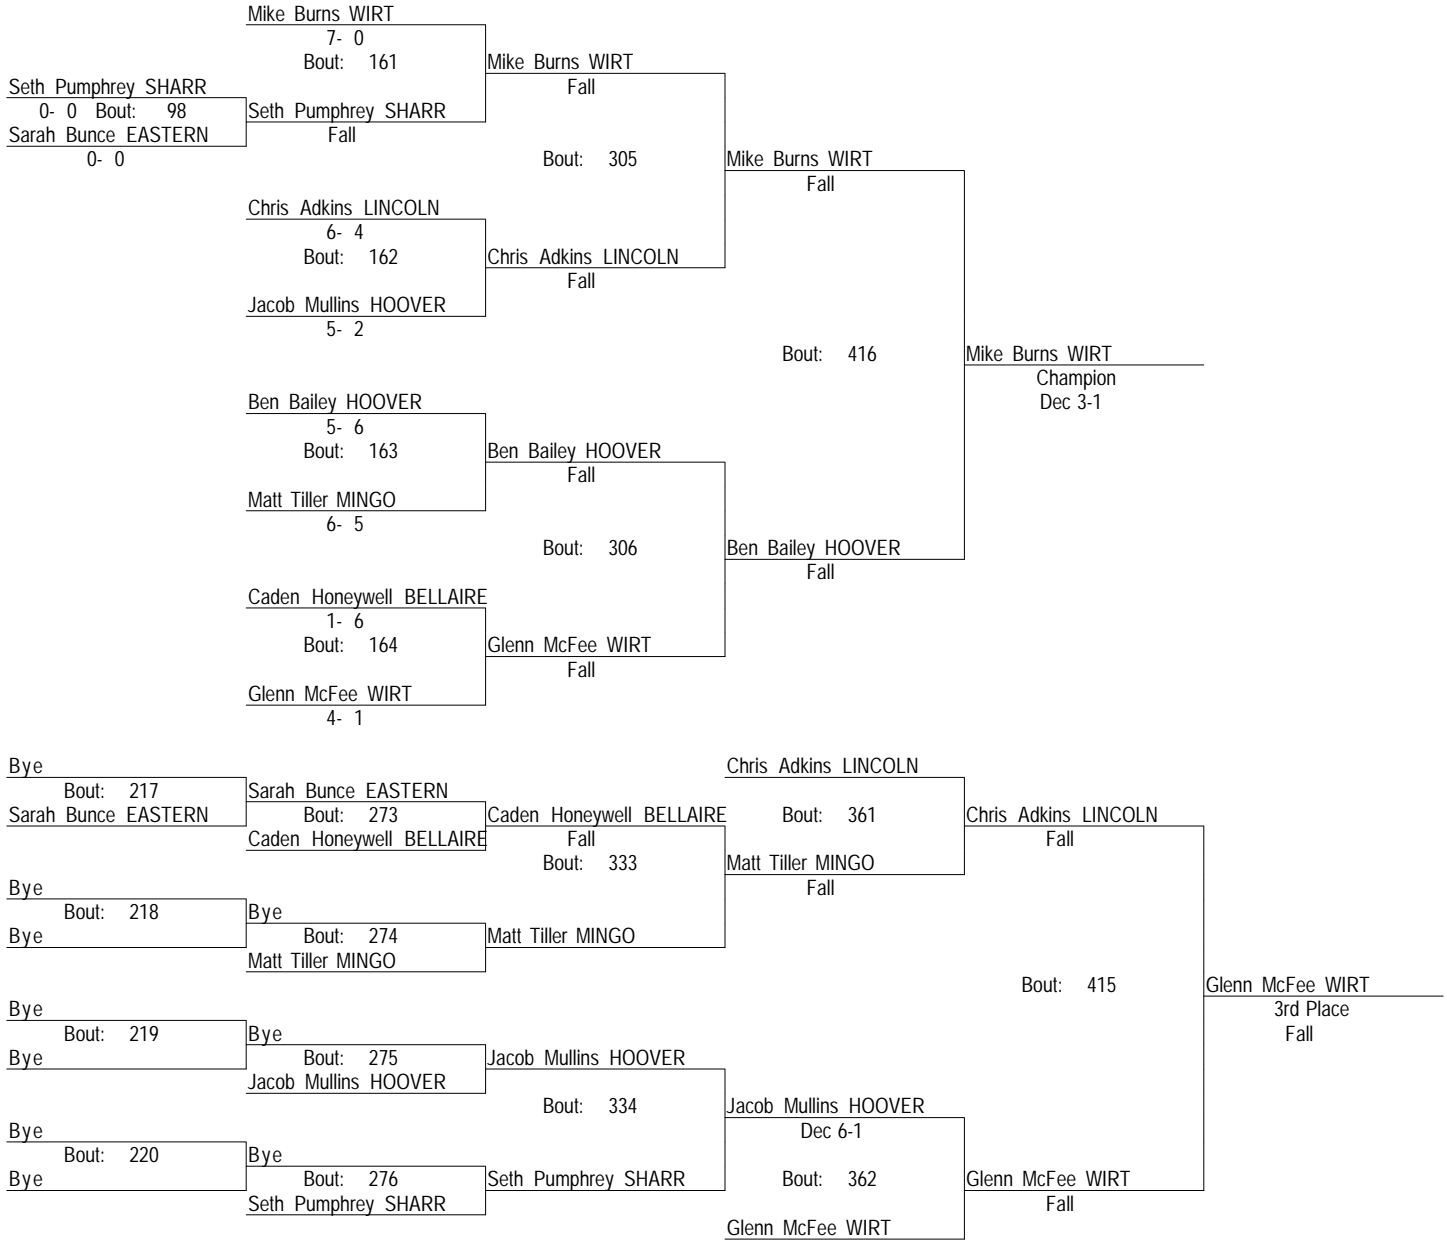 Mike Burns WIRT
7- 0
Bout: 161
Mike Burns WIRT
Fall
Seth Pumphrey SHARR
0- 0 Bout: 98
Seth Pumphrey SHARR
Fall
Sarah Bunce EASTERN
0- 0
Bout: 305
Mike Burns WIRT
Fall
Chris Adkins LINCOLN
6- 4
Bout: 162
Chris Adkins LINCOLN
Fall
Jacob Mullins HOOVER
5- 2
Bout: 416
Mike Burns WIRT
Champion
Dec 3-1
Ben Bailey HOOVER
5- 6
Bout: 163
Ben Bailey HOOVER
Fall
Matt Tiller MINGO
6- 5
Bout: 306
Ben Bailey HOOVER
Fall
Caden Honeywell BELLAIRE
1- 6
Bout: 164
Glenn McFee WIRT
Fall
Glenn McFee WIRT
4- 1
Bye
Bout: 217
Sarah Bunce EASTERN
Sarah Bunce EASTERN
Bout: 273
Caden Honeywell BELLAIRE
Caden Honeywell BELLAIRE
Fall
Bout: 333
Chris Adkins LINCOLN
Bout: 361
Chris Adkins LINCOLN
Fall
Matt Tiller MINGO
Fall
Bye
Bout: 218
Bye
Bye
Bout: 274
Matt Tiller MINGO
Matt Tiller MINGO
Bout: 415
Glenn McFee WIRT
3rd Place
Fall
Bye
Bout: 219
Bye
Bye
Bout: 275
Jacob Mullins HOOVER
Jacob Mullins HOOVER
Bout: 334
Jacob Mullins HOOVER
Dec 6-1
Bye
Bout: 220
Bye
Bye
Bout: 276
Seth Pumphrey SHARR
Seth Pumphrey SHARR
Bout: 362
Glenn McFee WIRT
Fall
Glenn McFee WIRT